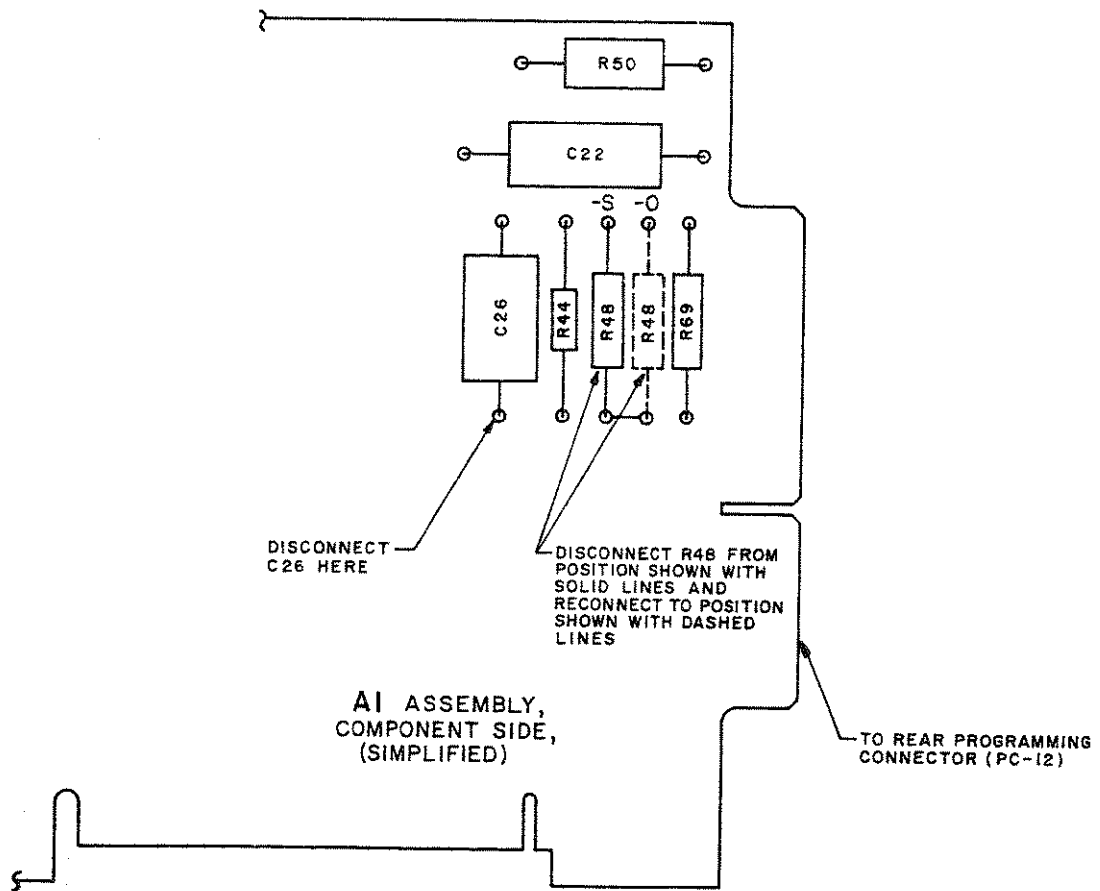 R50
C22
-S -O
C26
R44
R48
R48
R69
DISCONNECT
C26 HERE
DISCONNECT R48 FROM
POSITION SHOWN WITH
SOLID LINES AND
RECONNECT TO POSITION
SHOWN WITH DASHED
LINES
A1 ASSEMBLY,
COMPONENT SIDE,
(SIMPLIFIED)
TO REAR PROGRAMMING
CONNECTOR (PC-12)